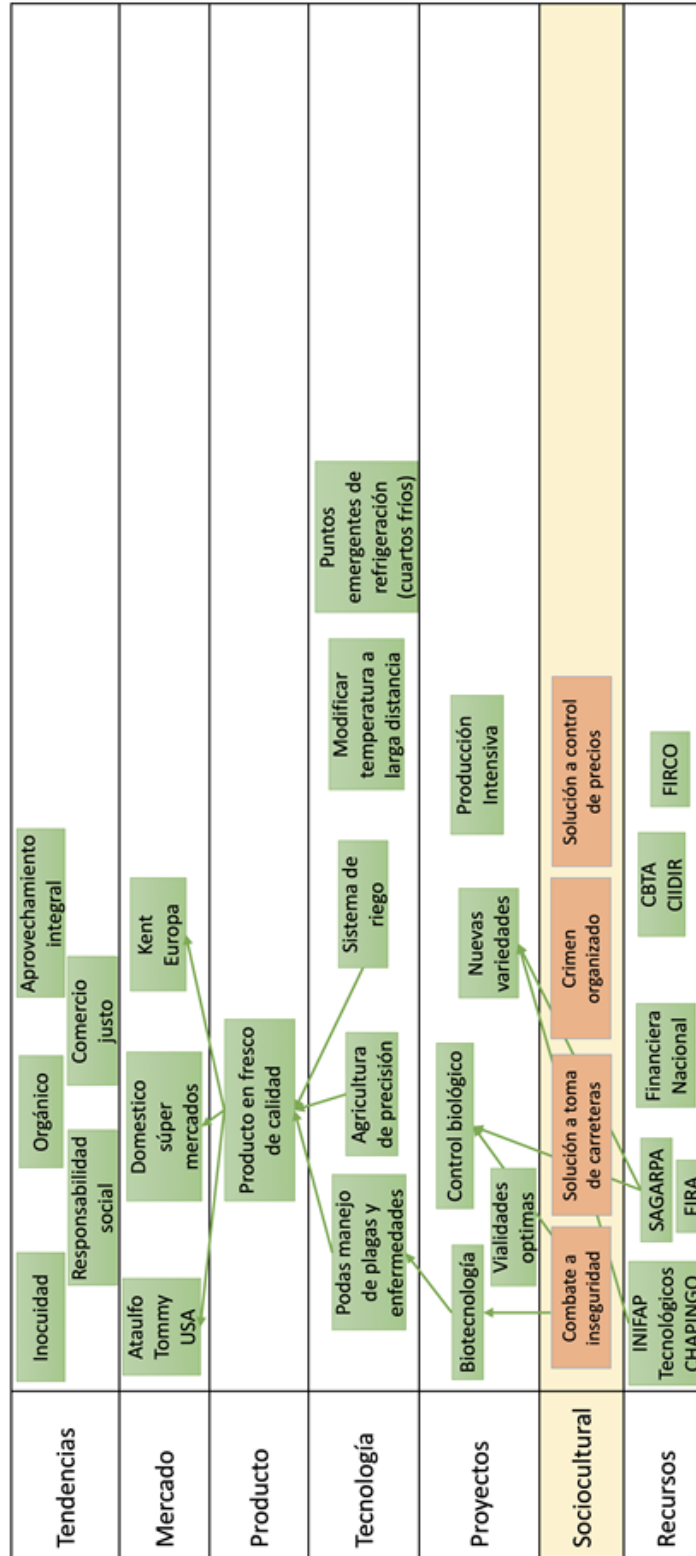 Tendencias
Inocuidad
Responsabilidad
social
Orgánico
Comercio
justo
Aprovechamiento
integral
Mercado
Ataulfo
Tommy
USA
Domestico
súper
mercados
Kent
Europa
Producto
Producto en fresco
de calidad
Tecnología
Podas manejo
de plagas y
enfermedades
Agricultura
de precisión
Sistema de
riego
Modificar
temperatura a
larga distancia
Puntos
emergentes de
refrigeración
(cuartos fríos)
Proyectos
Biotecnología
Vialidades
optimas
Control biológico
Nuevas
variedades
Producción
Intensiva
Sociocultural
Combate a
inseguridad
Solución a toma
de carreteras
Crimen
organizado
Solución a control
de precios
Recursos
INIFAP
Tecnológicos
CHAPINGO
SAGARPA
FIRA
Financiera
Nacional
CBTA
CIIDIR
FIRCO